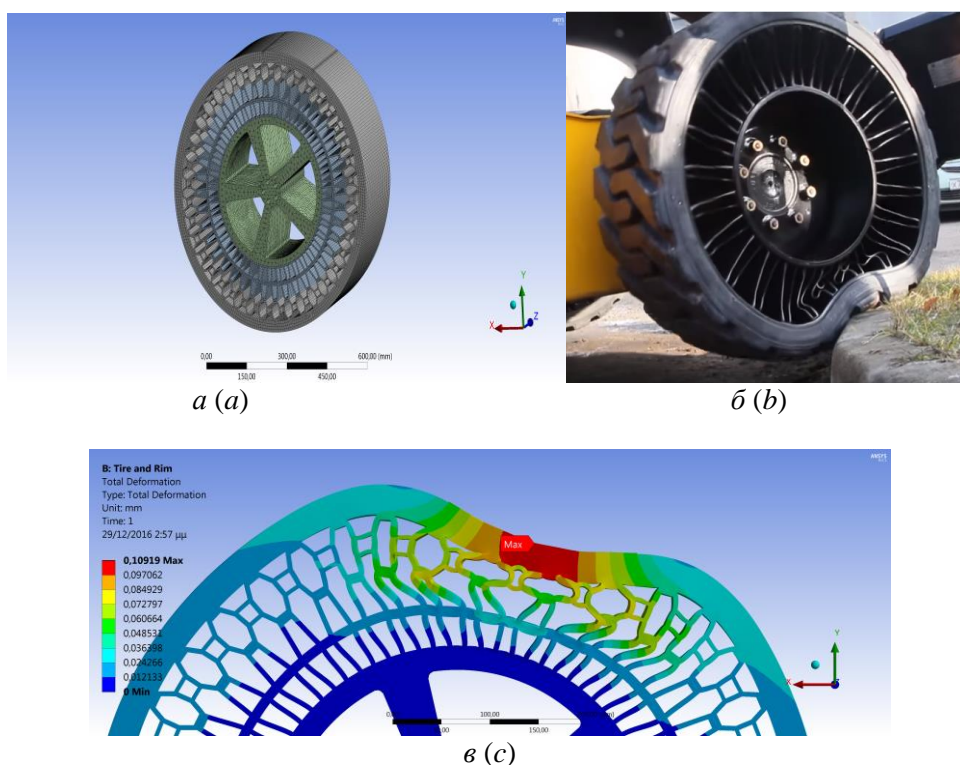 ANSYS
Y
X
Z
0,00
300,00
600,00 (mm)
150,00
450,00
а (a)
б (b)
B: Tire and Rim
Total Deformation
Type: Total Deformation
Unit: mm
Time: 1
29/12/2016 2:57 μμ
ANSYS
0,10919 Max
0,097062
0,084929
0,072797
0,060664
0,048531
0,036398
0,024266
0,012133
0 Min
Max
Y
X
100,00
150,00
в (c)